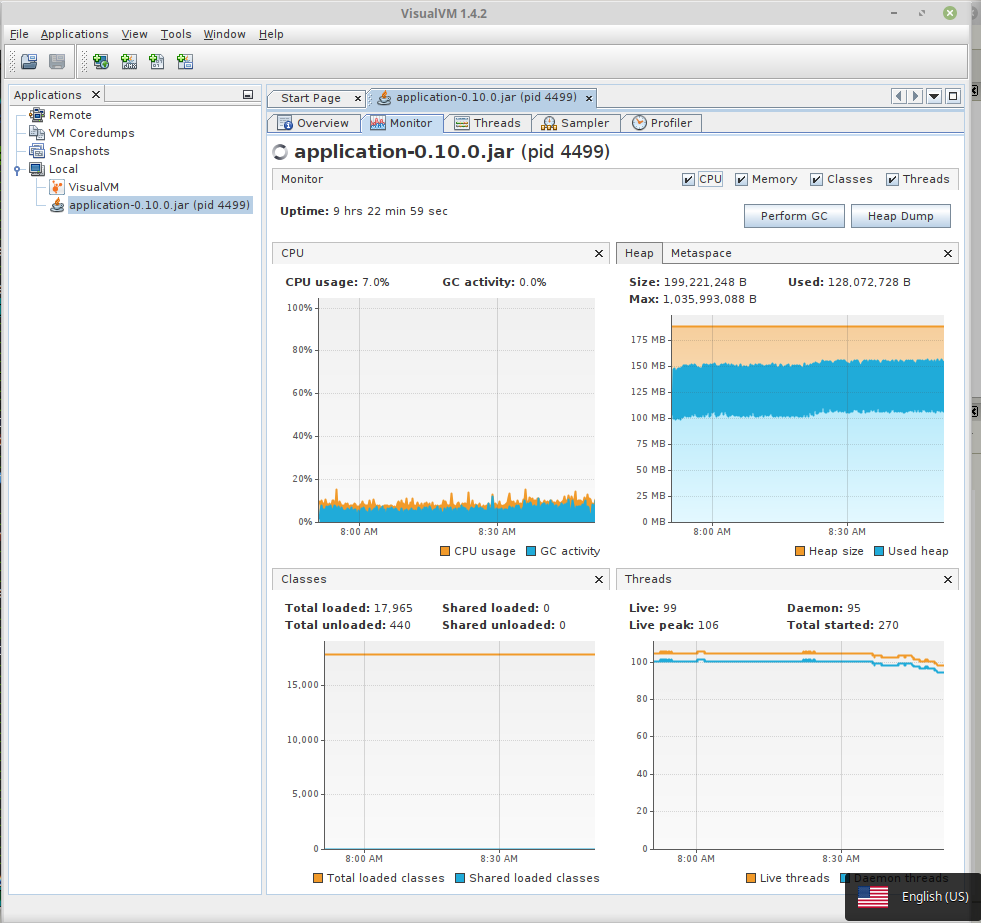 VisualVM 1.4.2
File Applications View Tools Window Help
Applications
Remote
VM Coredumps
Snapshots
Local
VisualVM
application-0.10.0.jar (pid 4499)
Start Page application-0.10.0.jar (pid 4499)
Overview Monitor Threads Sampler Profiler
application-0.10.0.jar (pid 4499)
Monitor CPU Memory Classes Threads
Uptime: 9 hrs 22 min 59 sec
Perform GC Heap Dump
CPU
CPU usage: 7.0% GC activity: 0.0%
100%
80%
60%
40%
20%
0%
8:00 AM 8:30 AM
CPU usage GC activity
Heap Metaspace
Size: 199,221,248 B Used: 128,072,728 B
Max: 1,035,993,088 B
175 MB
150 MB
125 MB
100 MB
75 MB
50 MB
25 MB
0 MB
8:00 AM 8:30 AM
Heap size Used heap
Classes
Total loaded: 17,965 Shared loaded: 0
Total unloaded: 440 Shared unloaded: 0
15,000
10,000
5,000
0
8:00 AM 8:30 AM
Total loaded classes Shared loaded classes
Threads
Live: 99 Daemon: 95
Live peak: 106 Total started: 270
100
80
60
40
20
0
8:00 AM 8:30 AM
Live threads Daemon threads
English (US)